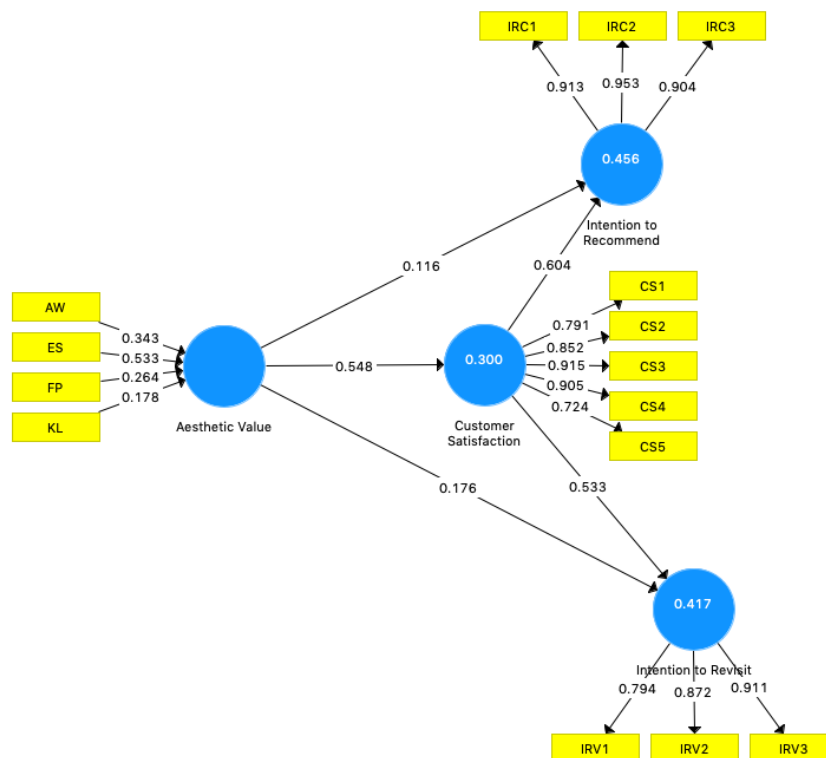 IRC1 IRC2 IRC3
0.913 0.953 0.904
0.456
Intention to
Recommend
0.116
0.604
AW
ES
FP
KL
0.343
0.533
0.264
0.178
Aesthetic Value
0.548
0.300
Customer
Satisfaction
CS1
CS2
CS3
CS4
CS5
0.791
0.852
0.915
0.905
0.724
0.176
0.533
0.417
Intention to Revisit
0.794 0.872 0.911
IRV1 IRV2 IRV3